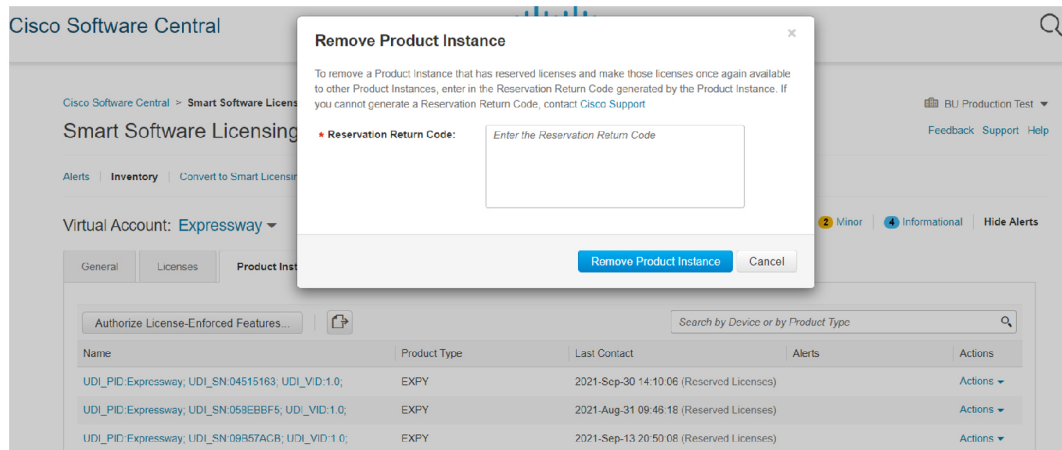 Cisco Software Central
Remove Product Instance
×
To remove a Product Instance that has reserved licenses and make those licenses once again available
to other Product Instances, enter in the Reservation Return Code generated by the Product Instance. If
you cannot generate a Reservation Return Code, contact Cisco Support
* Reservation Return Code:
Enter the Reservation Return Code
Remove Product Instance
Cancel
Cisco Software Central > Smart Software Licens
BU Production Test
Smart Software Licensing
Feedback Support Help
Alerts | Inventory | Convert to Smart Licensin
Virtual Account: Expressway
2 Minor | 4 Informational | Hide Alerts
General Licenses Product Inst
Authorize License-Enforced Features...
Search by Device or by Product Type
Name Product Type Last Contact Alerts Actions
UDI_PID:Expressway; UDI_SN:04515163; UDI_VID:1.0; EXPY 2021-Sep-30 14:10:06 (Reserved Licenses) Actions
UDI_PID:Expressway; UDI_SN:058EBBF5; UDI_VID:1.0; EXPY 2021-Aug-31 09:46:18 (Reserved Licenses) Actions
UDI_PID:Expressway; UDI_SN:09B57ACB; UDI_VID:1.0; EXPY 2021-Sep-13 20:50:08 (Reserved Licenses) Actions